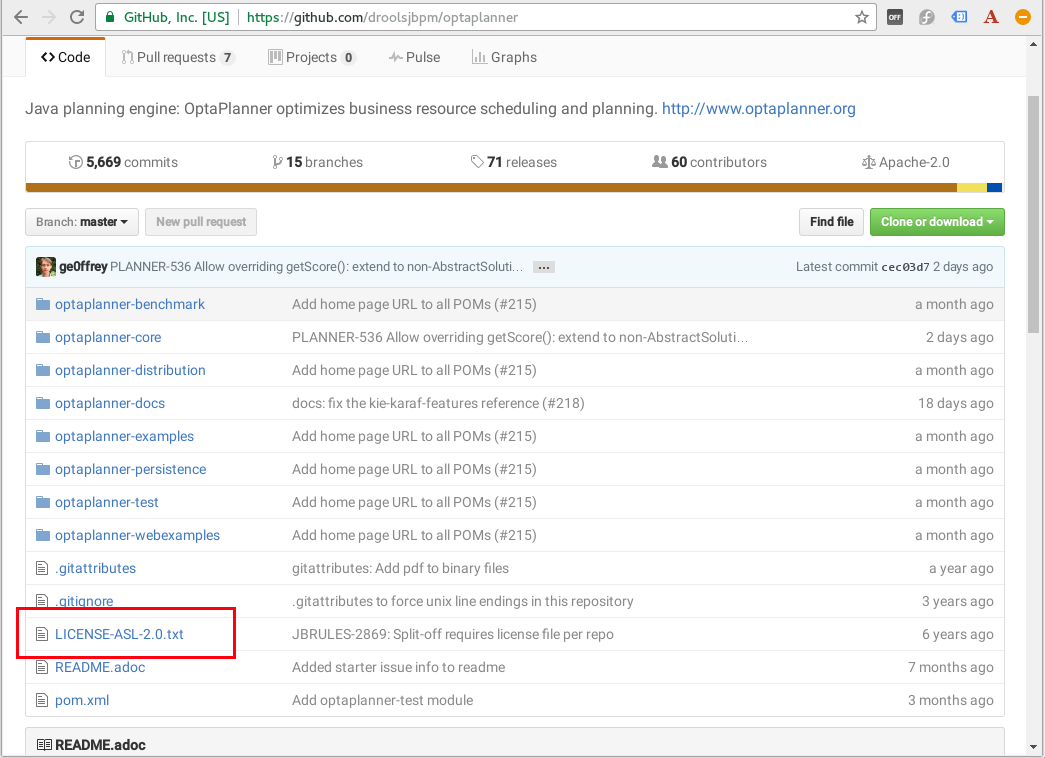 GitHub, Inc. [US] https://github.com/droolsjbpm/optaplanner OFF A
Code Pull requests 7 Projects 0 Pulse Graphs
Java planning engine: OptaPlanner optimizes business resource scheduling and planning. http://www.optaplanner.org
5,669 commits 15 branches 71 releases 60 contributors Apache-2.0
Branch: master New pull request Find file Clone or download
ge0ffrey PLANNER-536 Allow overriding getScore(): extend to non-AbstractSoluti… ... Latest commit cec03d7 2 days ago
optaplanner-benchmark Add home page URL to all POMs (#215) a month ago
optaplanner-core PLANNER-536 Allow overriding getScore(): extend to non-AbstractSoluti… 2 days ago
optaplanner-distribution Add home page URL to all POMs (#215) a month ago
optaplanner-docs docs: fix the kie-karaf-features reference (#218) 18 days ago
optaplanner-examples Add home page URL to all POMs (#215) a month ago
optaplanner-persistence Add home page URL to all POMs (#215) a month ago
optaplanner-test Add home page URL to all POMs (#215) a month ago
optaplanner-webexamples Add home page URL to all POMs (#215) a month ago
.gitattributes gitattributes: Add pdf to binary files a year ago
.gitignore .gitattributes to force unix line endings in this repository 3 years ago
LICENSE-ASL-2.0.txt JBRULES-2869: Split-off requires license file per repo 6 years ago
README.adoc Added starter issue info to readme 7 months ago
pom.xml Add optaplanner-test module 3 months ago
README.adoc